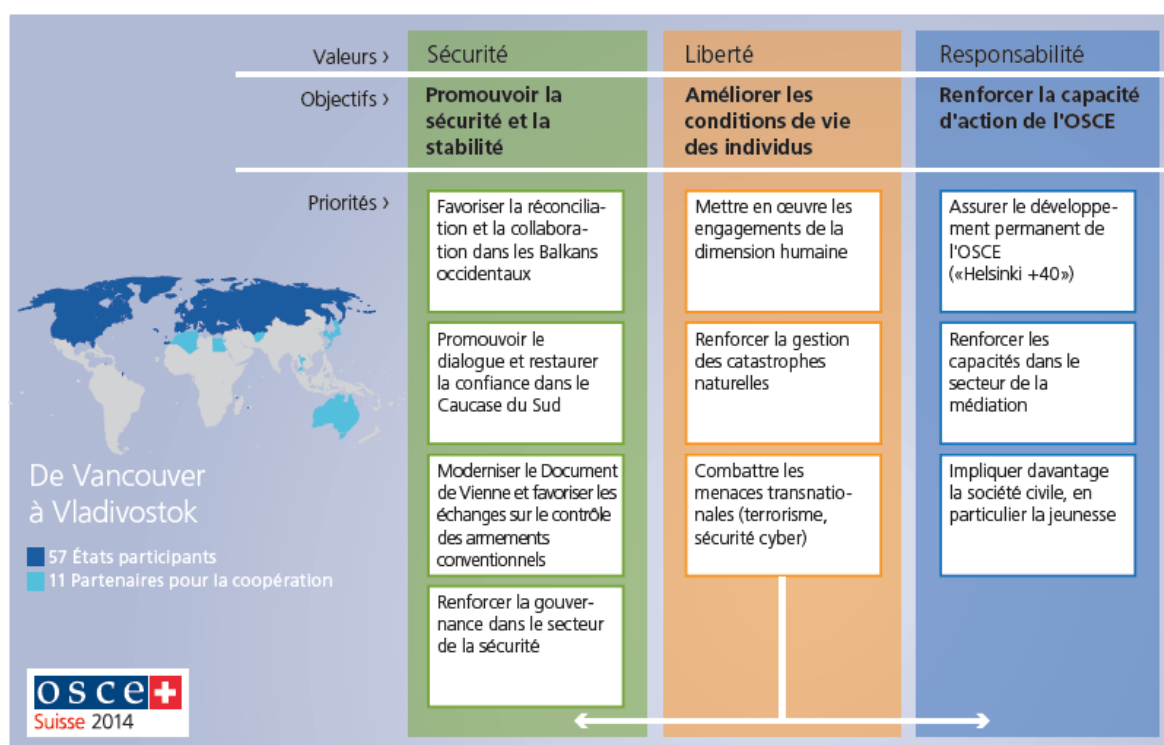 Valeurs ›
Sécurité
Liberté
Responsabilité
Objectifs ›
Promouvoir la
sécurité et la
stabilité
Améliorer les
conditions de vie
des individus
Renforcer la capacité
d'action de l'OSCE
Priorités ›
Favoriser la réconcilia-
tion et la collabora-
tion dans les Balkans
occidentaux
Promouvoir le
dialogue et restaurer
la confiance dans le
Caucase du Sud
Moderniser le Document
de Vienne et favoriser les
échanges sur le contrôle
des armements
conventionnels
Renforcer la gouver-
nance dans le secteur
de la sécurité
Mettre en œuvre les
engagements de la
dimension humaine
Renforcer la gestion
des catastrophes
naturelles
Combattre les
menaces transnatio-
nales (terrorisme,
sécurité cyber)
Assurer le développe-
ment permanent de
l'OSCE
(«Helsinki +40»)
Renforcer les
capacités dans le
secteur de la
médiation
Impliquer davantage
la société civile, en
particulier la jeunesse
De Vancouver
à Vladivostok
57 États participants
11 Partenaires pour la coopération
osce
Suisse 2014